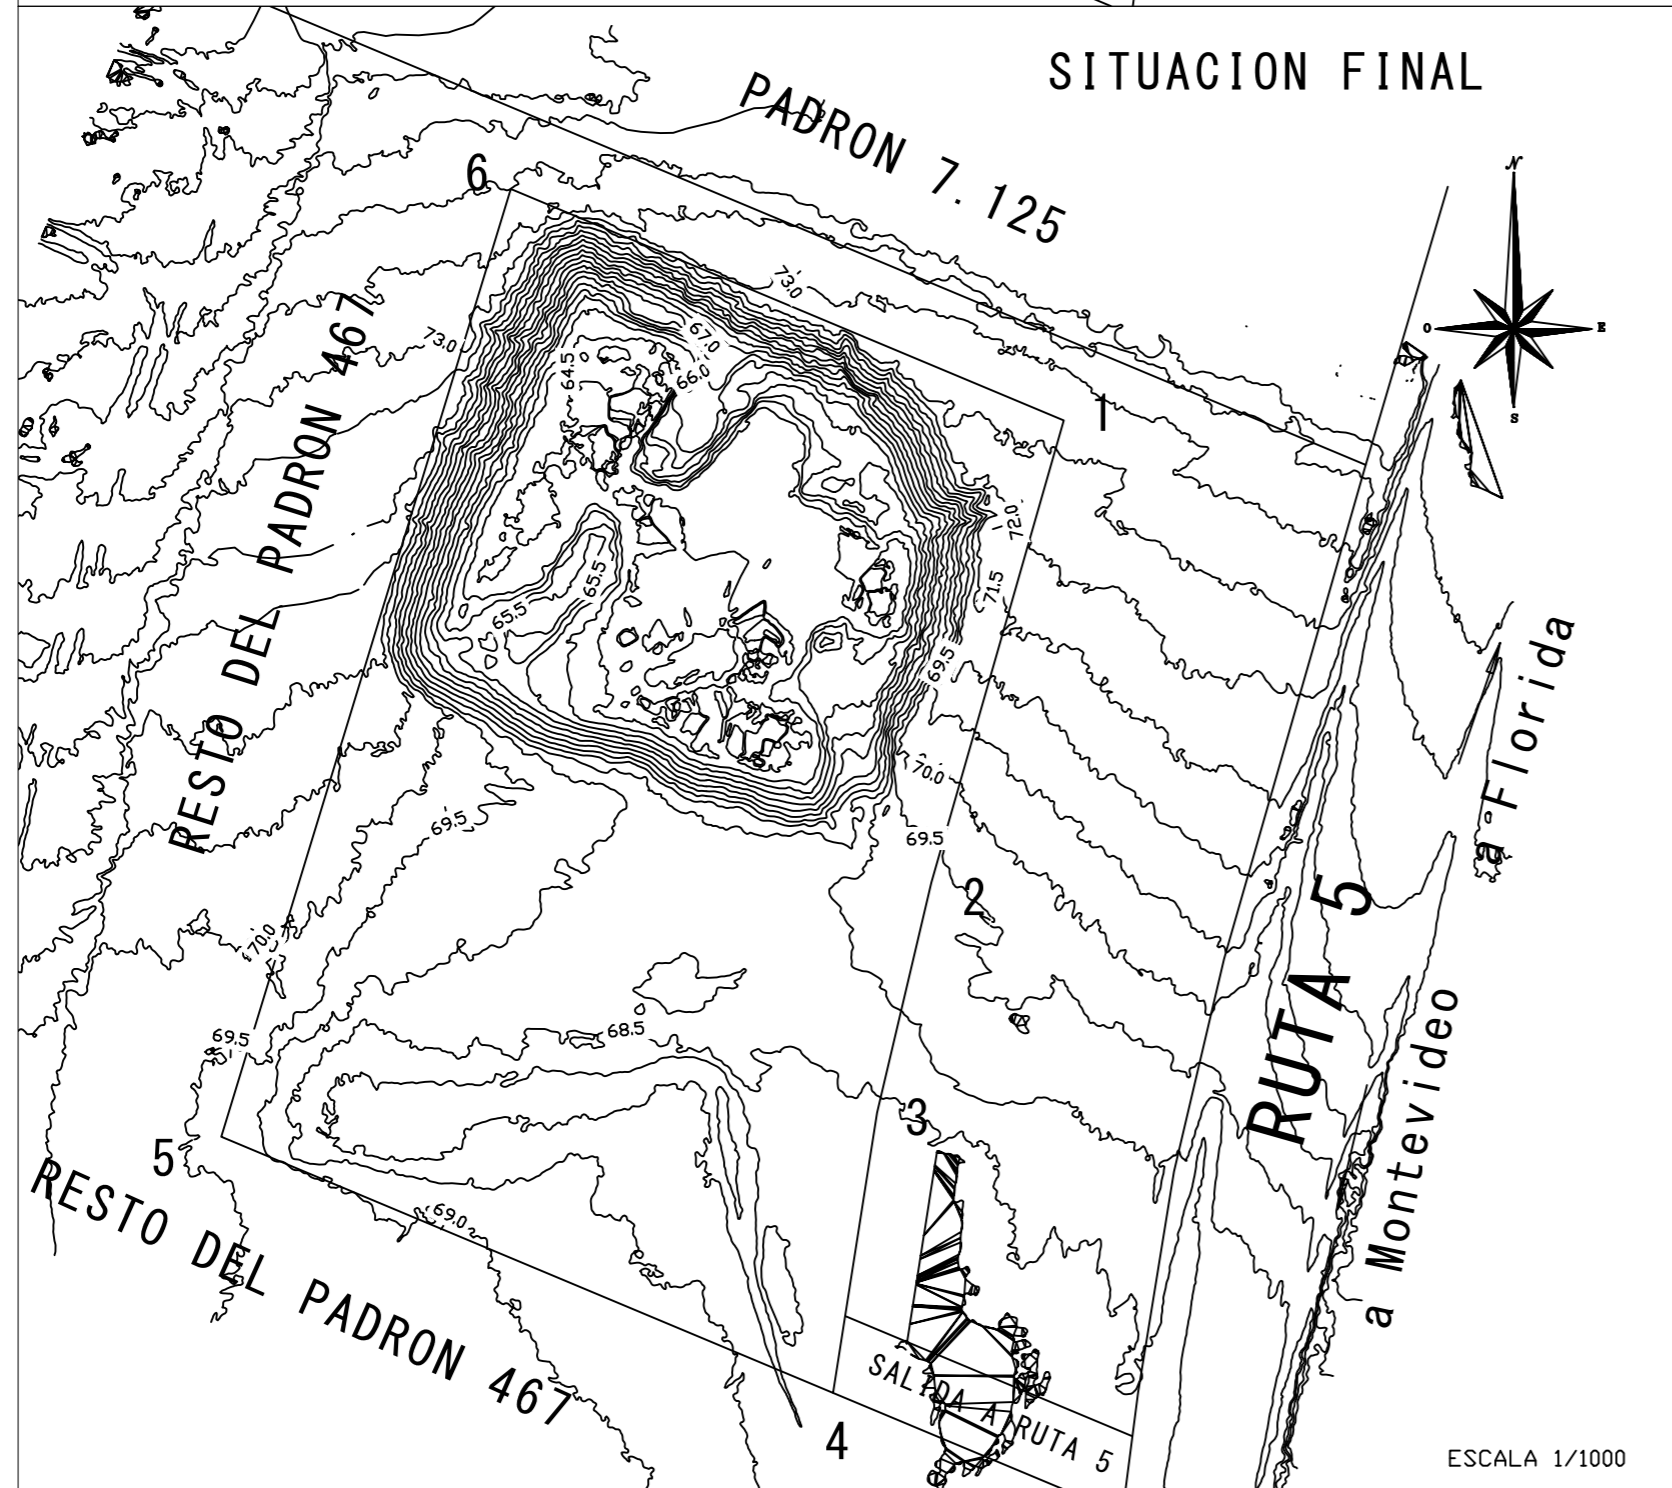 SITUACION FINAL
PADRON 7.125
N
O
E
S
6
73.0
73.0
67.0
66.0
64.5
RESTO DEL PADRON 467
1
72.0
71.5
65.5
65.5
69.5
70.0
69.5
69.5
2
a Florida
RUTA 5
70.0
69.5
68.5
3
a Montevideo
5
69.0
RESTO DEL PADRON 467
SALIDA A RUTA 5
4
ESCALA 1/1000